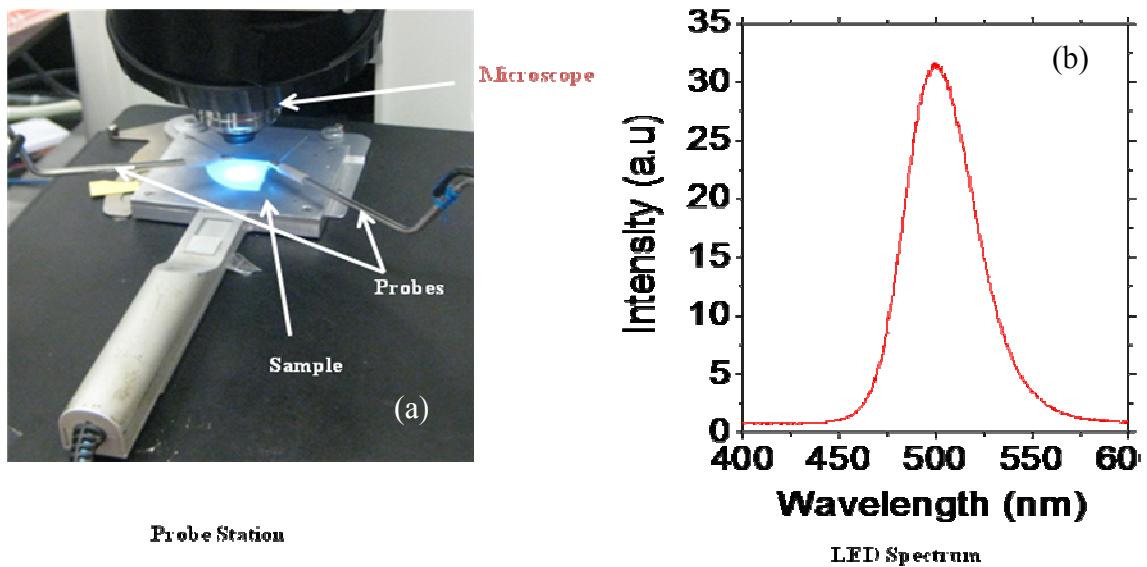 Microscope
Probes
Sample
(a)
Probe Station
(b)
35
30
25
20
15
10
5
0
Intensity (a.u)
400 450 500 550 60
Wavelength (nm)
LED Spectrum